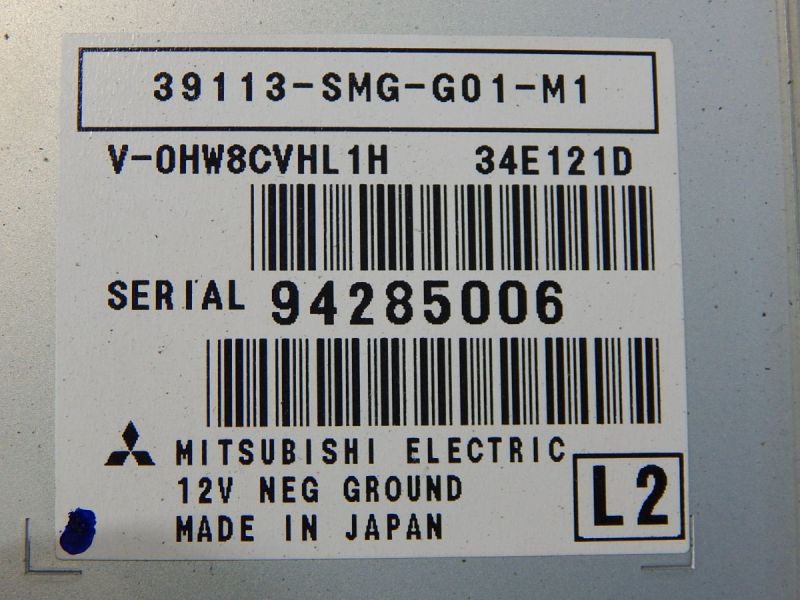 39113-SMG-G01-M1
V-0HW8CVHL1H 34E121D
SERIAL 94285006
MITSUBISHI ELECTRIC
12V NEG GROUND
MADE IN JAPAN
L2